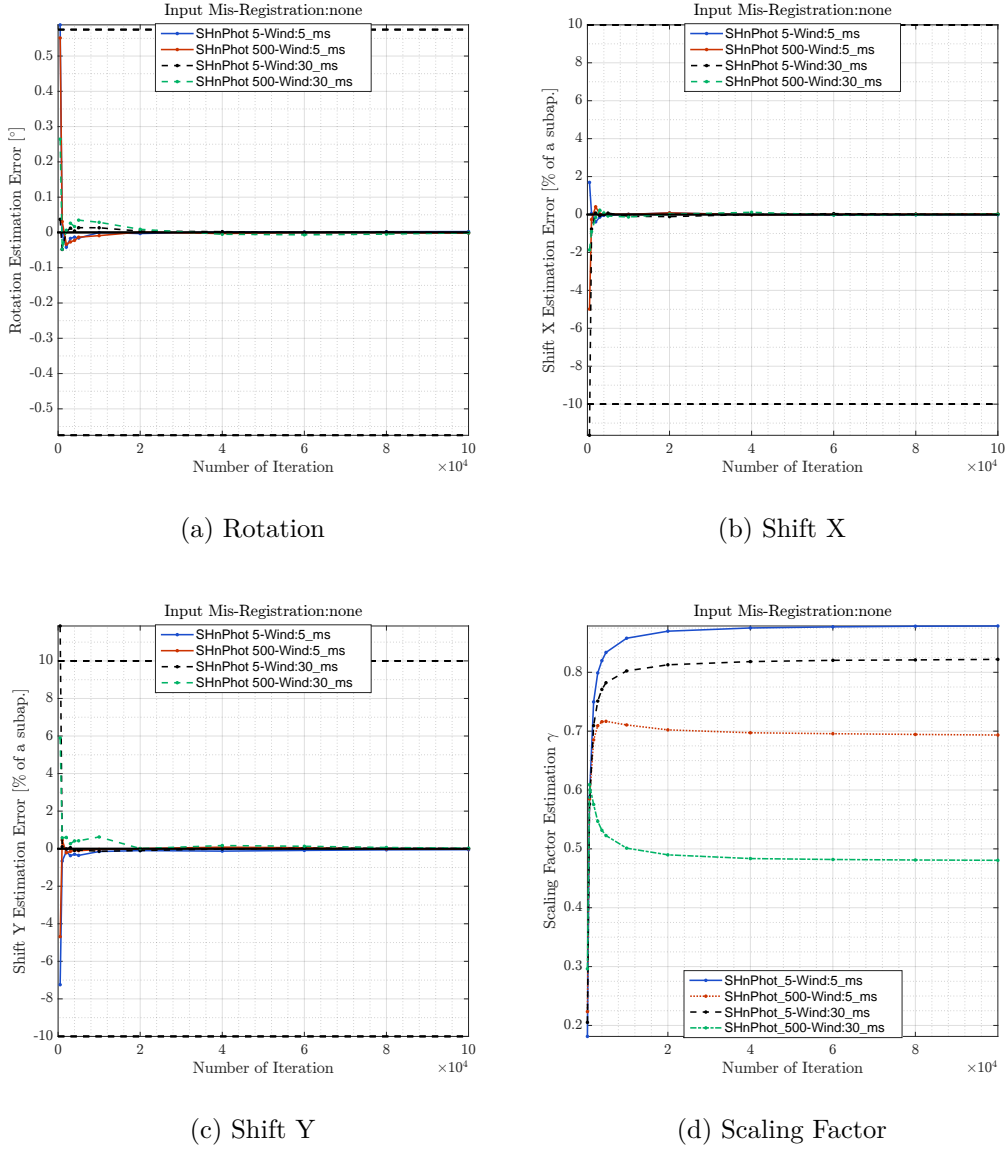 Input Mis-Registration:none
SHnPhot 5-Wind:5_ms
SHnPhot 500-Wind:5_ms
SHnPhot 5-Wind:30_ms
SHnPhot 500-Wind:30_ms
Rotation Estimation Error [°]
0.5
0.4
0.3
0.2
0.1
0
-0.1
-0.2
-0.3
-0.4
-0.5
0 2 4 6 8 10
Number of Iteration
×10⁴
(a) Rotation
Input Mis-Registration:none
SHnPhot 5-Wind:5_ms
SHnPhot 500-Wind:5_ms
SHnPhot 5-Wind:30_ms
SHnPhot 500-Wind:30_ms
Shift X Estimation Error [% of a subap.]
10
8
6
4
2
0
-2
-4
-6
-8
-10
0 2 4 6 8 10
Number of Iteration
×10⁴
(b) Shift X
Input Mis-Registration:none
SHnPhot 5-Wind:5_ms
SHnPhot 500-Wind:5_ms
SHnPhot 5-Wind:30_ms
SHnPhot 500-Wind:30_ms
Shift Y Estimation Error [% of a subap.]
10
8
6
4
2
0
-2
-4
-6
-8
-10
0 2 4 6 8 10
Number of Iteration
×10⁴
(c) Shift Y
Input Mis-Registration:none
Scaling Factor Estimation γ
0.8
0.7
0.6
0.5
0.4
0.3
0.2
SHnPhot_5-Wind:5_ms
SHnPhot_500-Wind:5_ms
SHnPhot_5-Wind:30_ms
SHnPhot_500-Wind:30_ms
2 4 6 8 10
Number of Iteration
×10⁴
(d) Scaling Factor